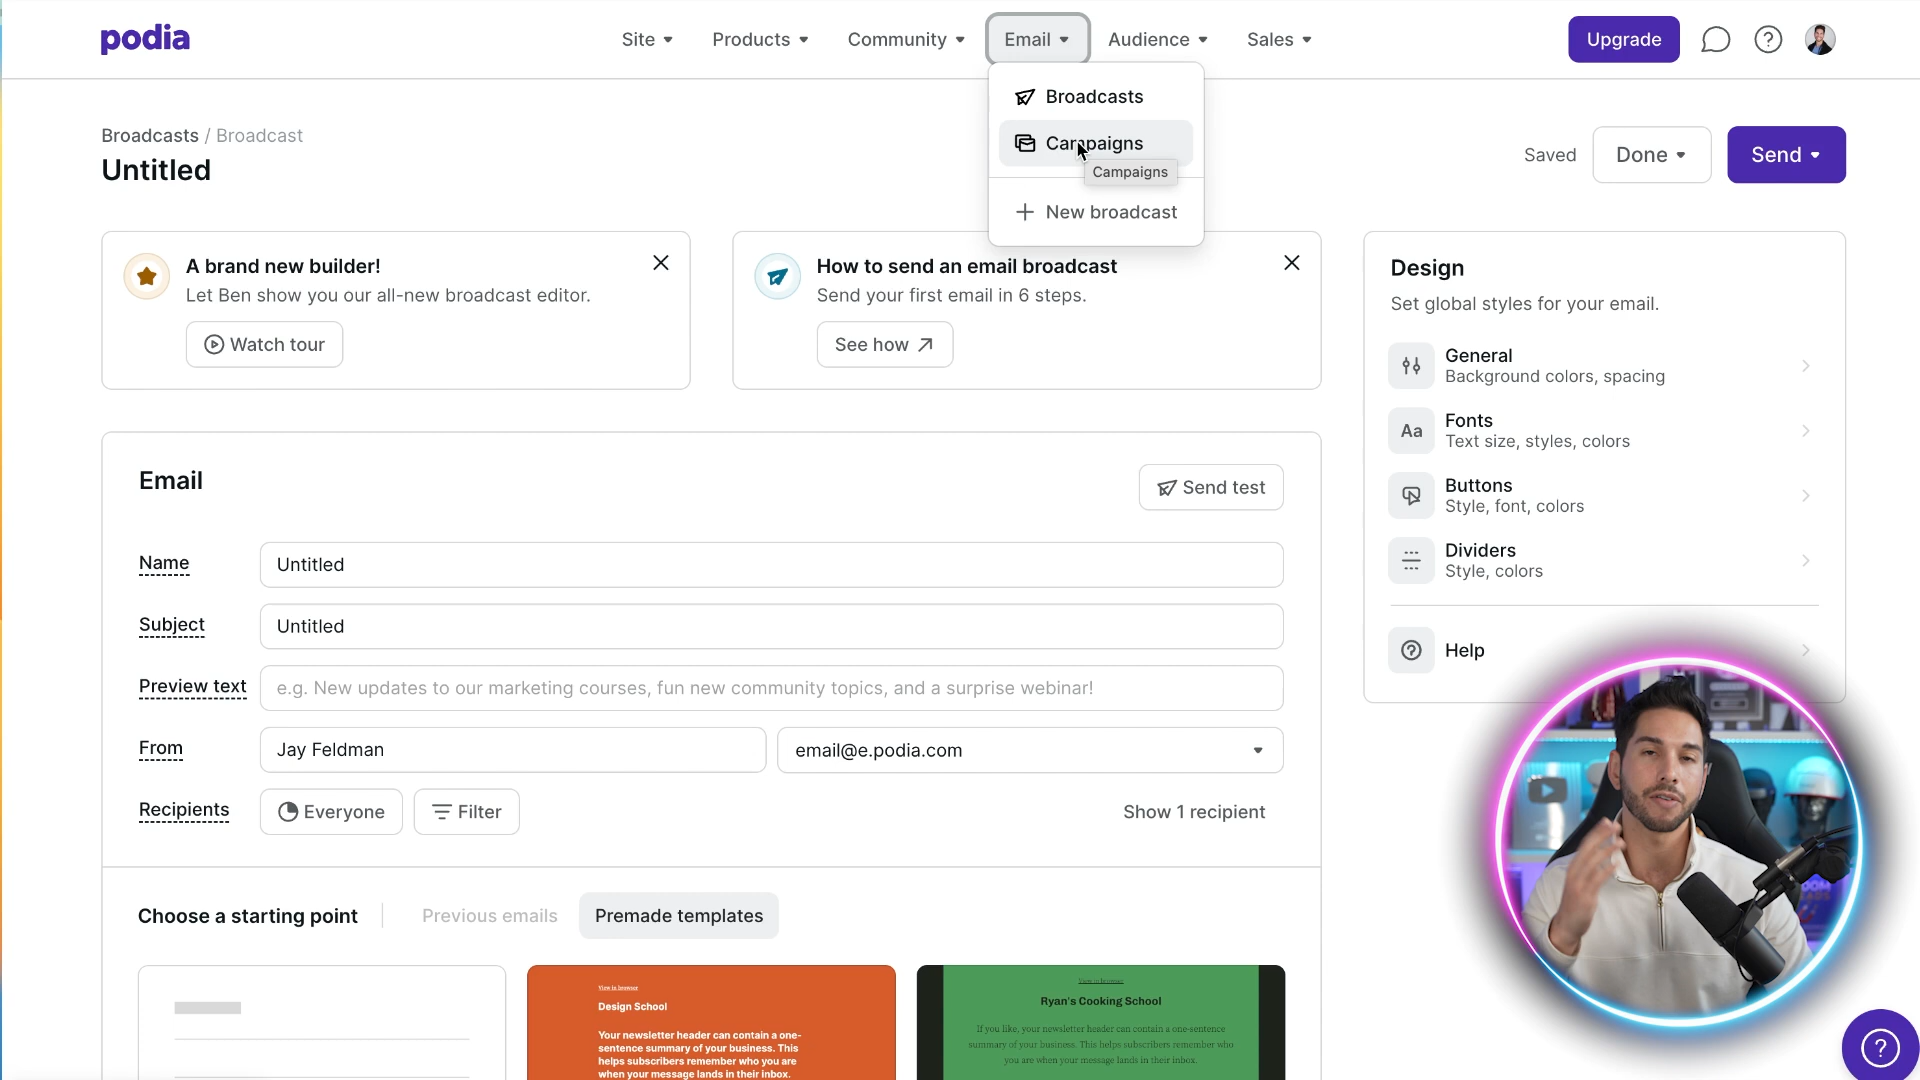 podia
Site
Products
Community
Email
Audience
Sales
Upgrade
Broadcasts
Campaigns
Campaigns
New broadcast
Broadcasts / Broadcast
Untitled
Saved
Done
Send
A brand new builder!
Let Ben show you our all-new broadcast editor.
Watch tour
How to send an email broadcast
Send your first email in 6 steps.
See how
Design
Set global styles for your email.
General
Background colors, spacing
Aa
Fonts
Text size, styles, colors
Buttons
Style, font, colors
Dividers
Style, colors
Help
Email
Send test
Name
Untitled
Subject
Untitled
Preview text
e.g. New updates to our marketing courses, fun new community topics, and a surprise webinar!
From
Jay Feldman
email@e.podia.com
Recipients
Everyone
Filter
Show 1 recipient
Choose a starting point
Previous emails
Premade templates
View in browser
Design School
Your newsletter header can contain a one-
sentence summary of your business. This
helps subscribers remember who you are
when your message lands in their inbox.
View in browser
Ryan's Cooking School
If you like, your newsletter header can contain a one-sentence
summary of your business. This helps subscribers remember who
you are when your message lands in their inbox.